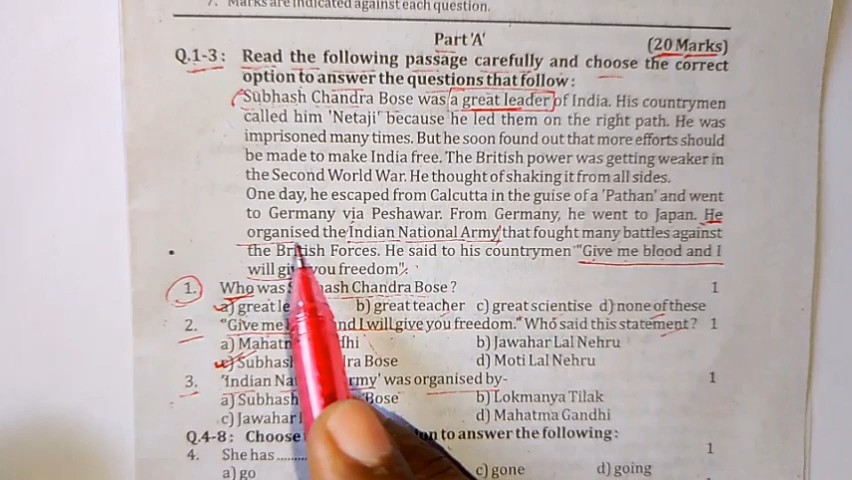 7. Marks are indicated against each question.
Part 'A'
(20 Marks)
Q.1-3: Read the following passage carefully and choose the correct
option to answer the questions that follow :
Subhash Chandra Bose was a great leader of India. His countrymen
called him 'Netaji' because he led them on the right path. He was
imprisoned many times. But he soon found out that more efforts should
be made to make India free. The British power was getting weaker in
the Second World War. He thought of shaking it from all sides.
One day, he escaped from Calcutta in the guise of a 'Pathan' and went
to Germany via Peshawar. From Germany, he went to Japan. He
organised the 'Indian National Army' that fought many battles against
the British Forces. He said to his countrymen "Give me blood and I
will give you freedom".
1. Who was Subhash Chandra Bose ? 1
a) great le b) great teacher c) great scientise d) none of these
2. "Give me nd I will give you freedom." Who said this statement ? 1
a) Mahatm dhi b) Jawahar Lal Nehru
c) Subhas ra Bose d) Moti Lal Nehru
3. 'Indian Na rmy' was organised by- 1
a) Subhash Bose b) Lokmanya Tilak
c) Jawahar d) Mahatma Gandhi
Q.4-8: Choose on to answer the following :
4. She has ........ 1
a) go c) gone d) going